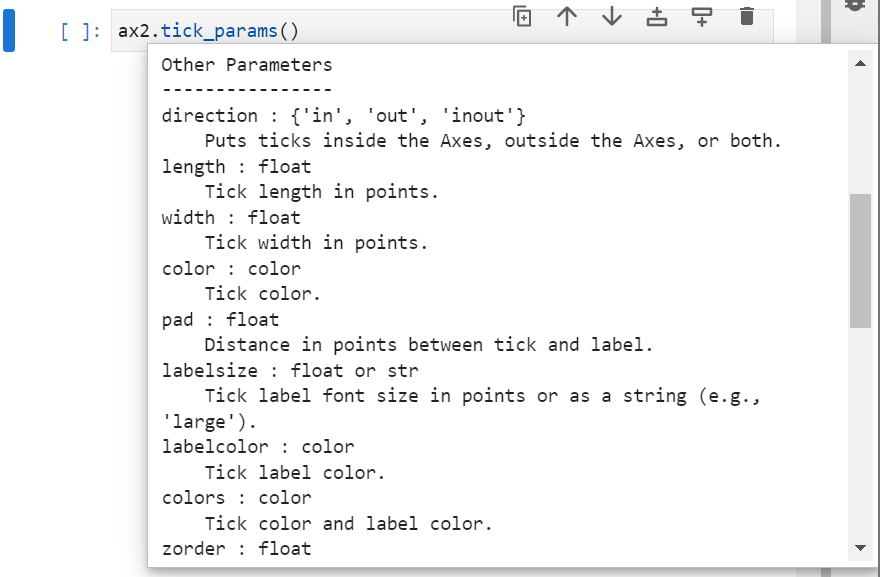 [ ]: ax2.tick_params()
Other Parameters
----------------
direction : {'in', 'out', 'inout'}
    Puts ticks inside the Axes, outside the Axes, or both.
length : float
    Tick length in points.
width : float
    Tick width in points.
color : color
    Tick color.
pad : float
    Distance in points between tick and label.
labelsize : float or str
    Tick label font size in points or as a string (e.g.,
'large').
labelcolor : color
    Tick label color.
colors : color
    Tick color and label color.
zorder : float